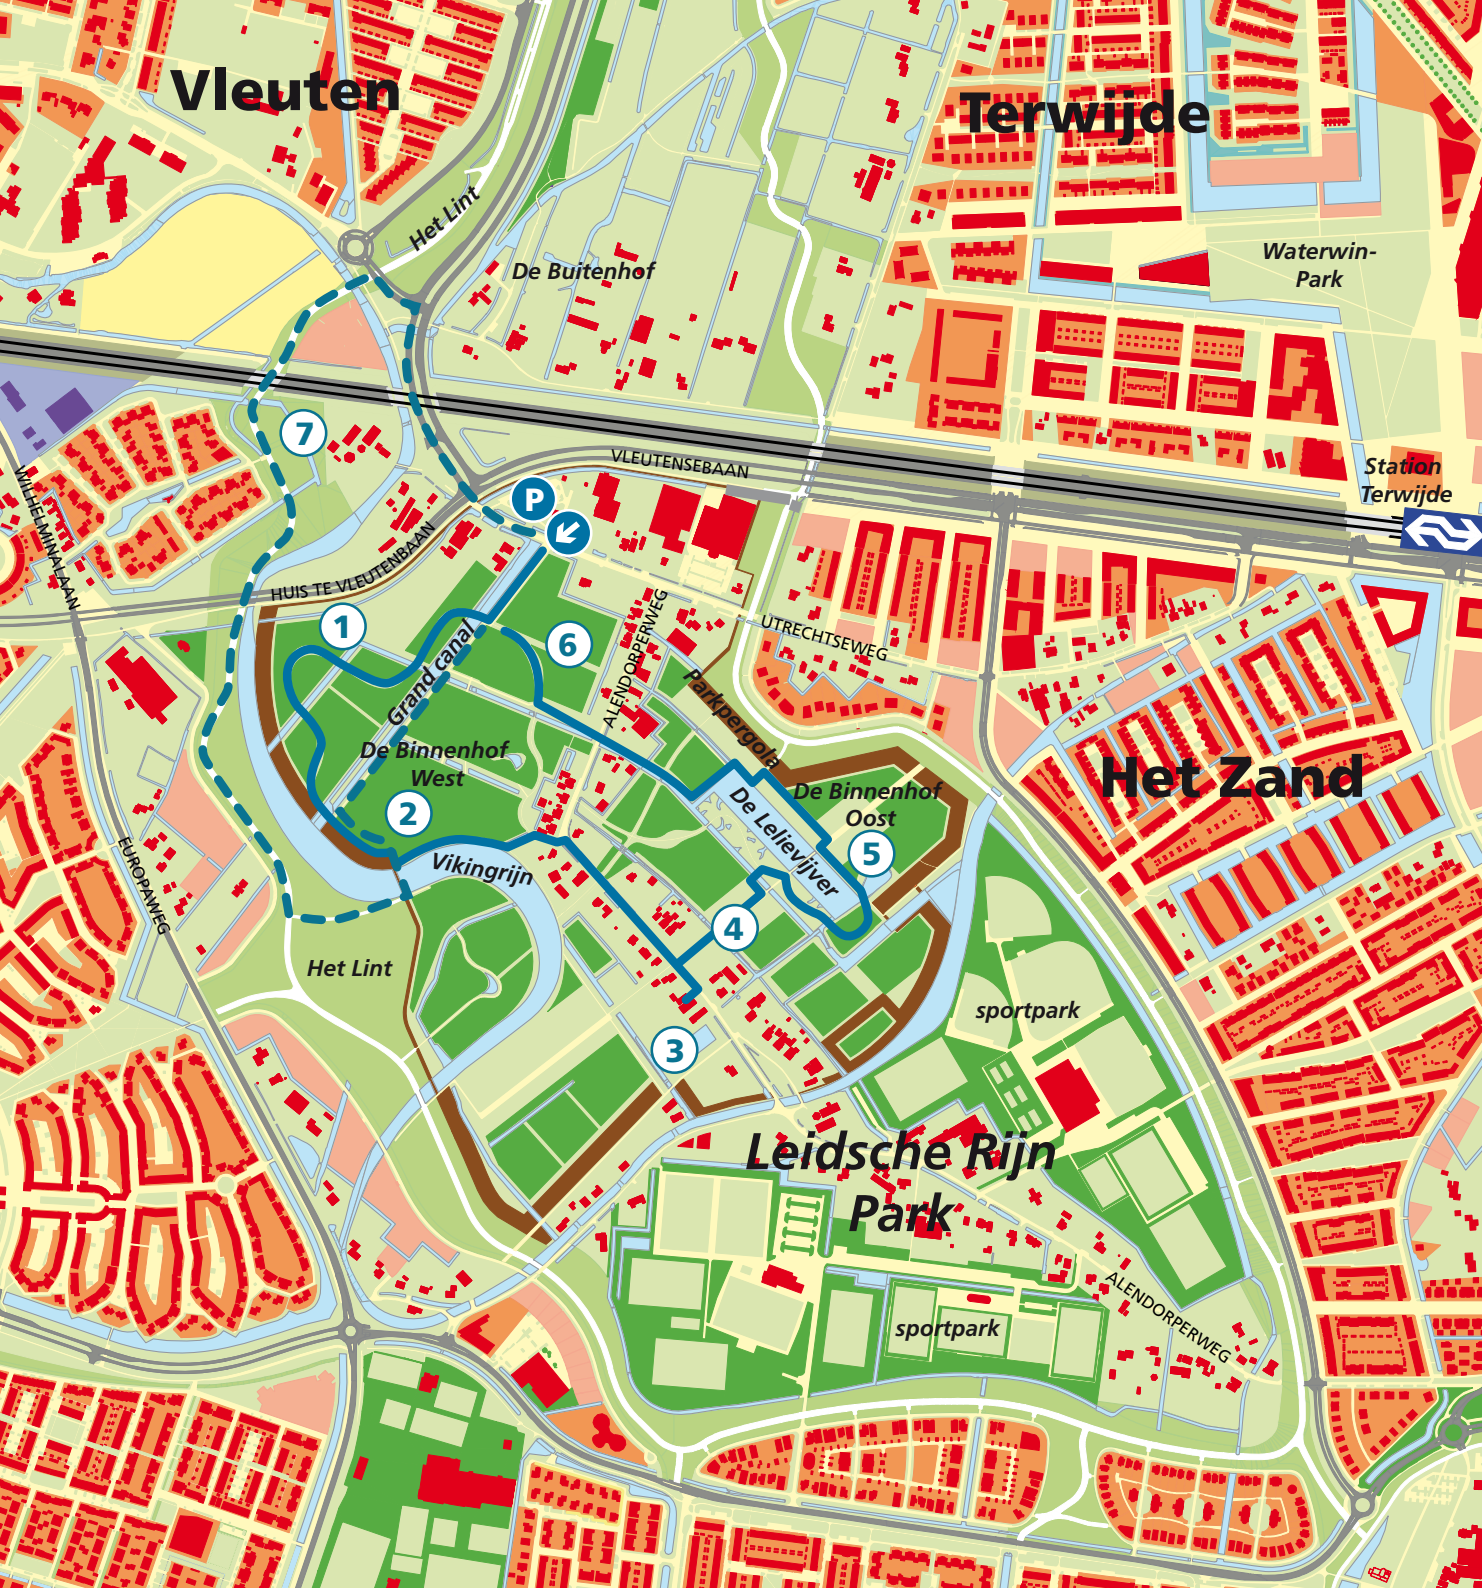 Vleuten
Terwijde
Het Lint
De Buitenhof
Waterwin-
Park
7
VLEUTENSEBAAN
Station
Terwijde
P
WILHELMINALAAN
HUIS TE VLEUTENBAAN
1
6
ALENDORPERWEG
UTRECHTSEWEG
Grand canal
Parkpergola
De Binnenhof
West
Het Zand
De Binnenhof
Oost
2
De Lelievijver
5
Vikingrijn
EUROPAWEG
4
Het Lint
sportpark
3
Leidsche Rijn
Park
ALENDORPERWEG
sportpark